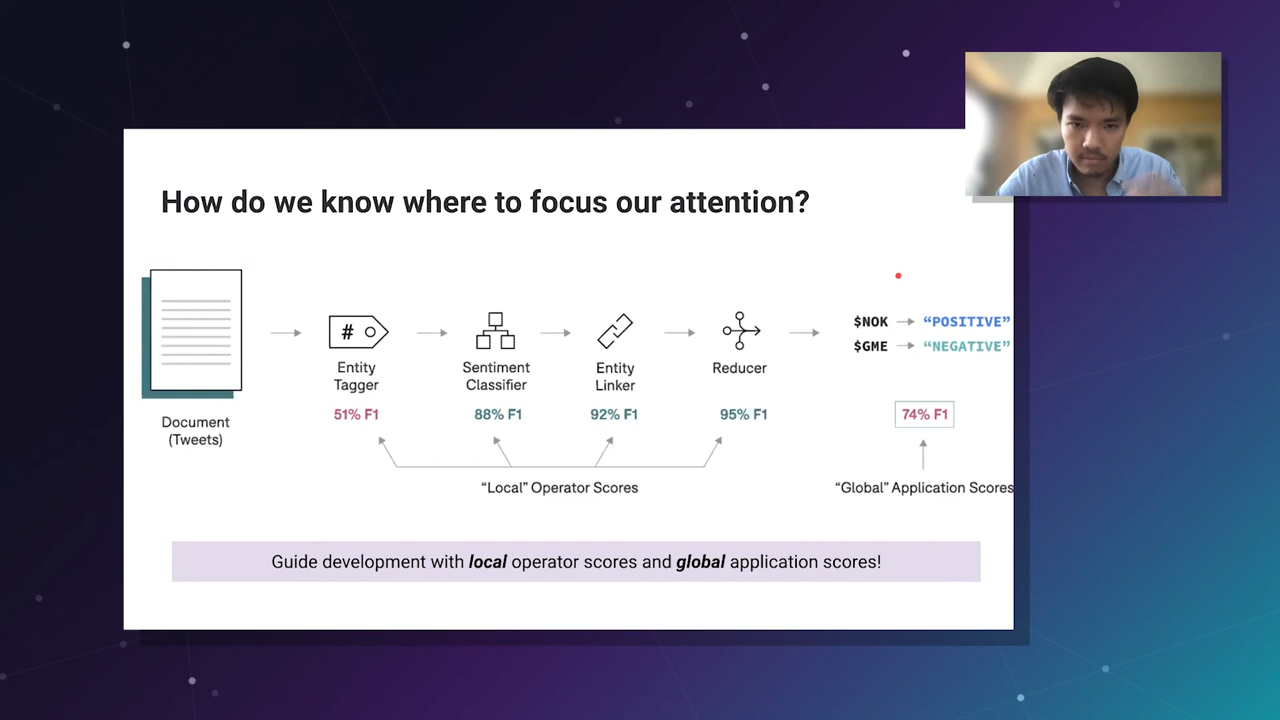 How do we know where to focus our attention?
#
Entity
Tagger
51% F1
Sentiment
Classifier
88% F1
Entity
Linker
92% F1
Reducer
95% F1
$NOK → “POSITIVE”
$GME → “NEGATIVE”
74% F1
Document
(Tweets)
“Local” Operator Scores
“Global” Application Scores
Guide development with local operator scores and global application scores!